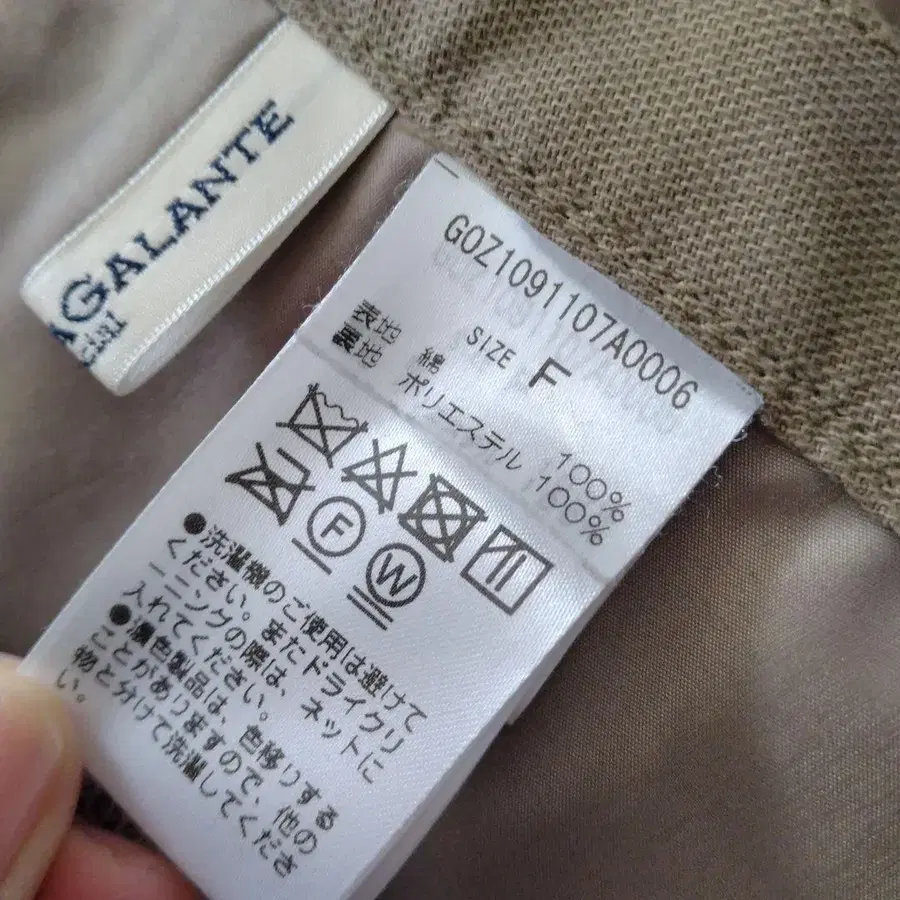 AGALANTE
cial
GOZ1091107A0006
SIZE F
表地 綿 100%
裏地 ポリエステル 100%
F
W
●洗濯機のご使用は避けて
ください。またドライクリ
ーニングの際は、ネットに
入れてください。
●濃色製品は、色移りする
ことがありますので、他の
物と分けて洗濯してくださ
い。